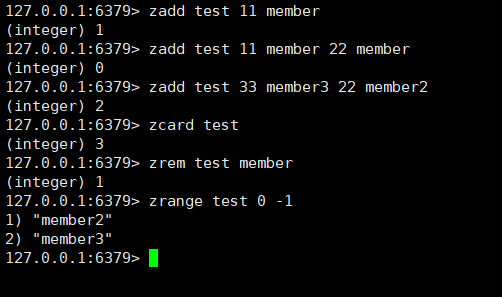 127.0.0.1:6379> zadd test 11 member
(integer) 1
127.0.0.1:6379> zadd test 11 member 22 member
(integer) 0
127.0.0.1:6379> zadd test 33 member3 22 member2
(integer) 2
127.0.0.1:6379> zcard test
(integer) 3
127.0.0.1:6379> zrem test member
(integer) 1
127.0.0.1:6379> zrange test 0 -1
1) "member2"
2) "member3"
127.0.0.1:6379>